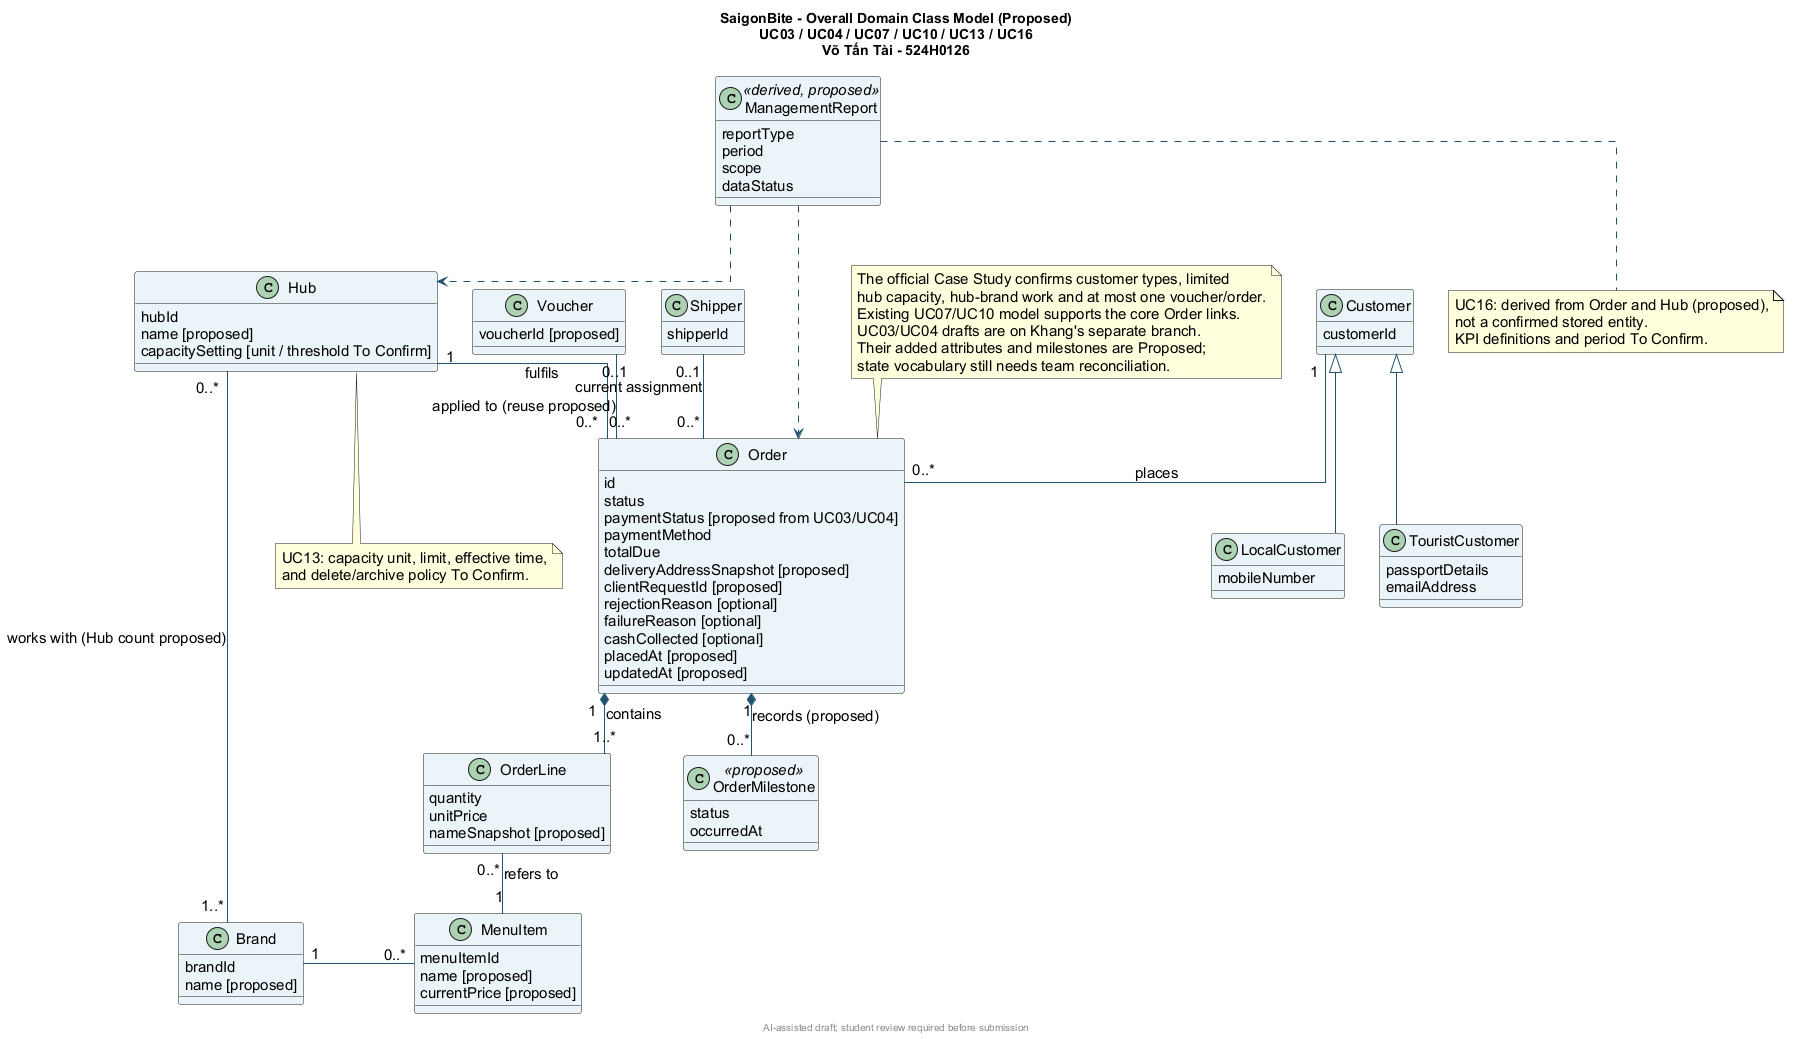 SaigonBite - Overall Domain Class Model (Proposed)
UC03 / UC04 / UC07 / UC10 / UC13 / UC16
Võ Tấn Tài - 524H0126
C
«derived, proposed»
ManagementReport
reportType
period
scope
dataStatus
C Hub
hubId
name [proposed]
capacitySetting [unit / threshold To Confirm]
C Voucher
voucherId [proposed]
C Shipper
shipperId
The official Case Study confirms customer types, limited
hub capacity, hub-brand work and at most one voucher/order.
Existing UC07/UC10 model supports the core Order links.
UC03/UC04 drafts are on Khang's separate branch.
Their added attributes and milestones are Proposed;
state vocabulary still needs team reconciliation.
C Customer
customerId
UC16: derived from Order and Hub (proposed),
not a confirmed stored entity.
KPI definitions and period To Confirm.
1
fulfils
0..*
0..1
applied to (reuse proposed)
0..*
0..1
current assignment
0..*
1
places
0..*
0..*
works with (Hub count proposed)
1..*
UC13: capacity unit, limit, effective time,
and delete/archive policy To Confirm.
C Order
id
status
paymentStatus [proposed from UC03/UC04]
paymentMethod
totalDue
deliveryAddressSnapshot [proposed]
clientRequestId [proposed]
rejectionReason [optional]
failureReason [optional]
cashCollected [optional]
placedAt [proposed]
updatedAt [proposed]
C LocalCustomer
mobileNumber
C TouristCustomer
passportDetails
emailAddress
1
contains
1..*
1
records (proposed)
0..*
C OrderLine
quantity
unitPrice
nameSnapshot [proposed]
C
«proposed»
OrderMilestone
status
occurredAt
0..*
refers to
1
C Brand
brandId
name [proposed]
1
0..*
C MenuItem
menuItemId
name [proposed]
currentPrice [proposed]
AI-assisted draft; student review required before submission